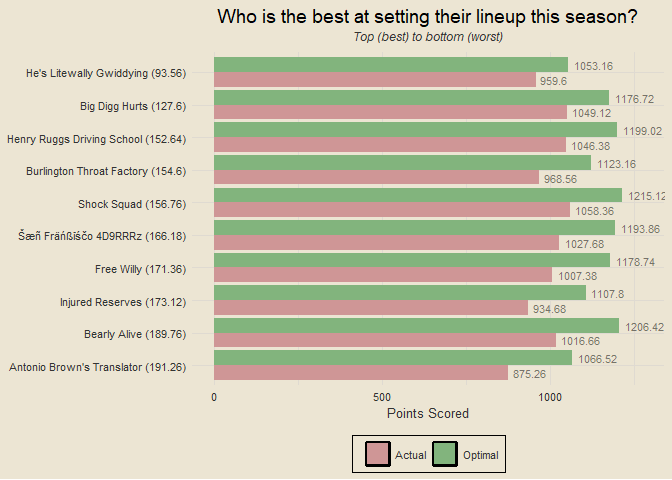 Who is the best at setting their lineup this season?
Top (best) to bottom (worst)
He's Litewally Gwiddying (93.56)
1053.16
959.6
Big Digg Hurts (127.6)
1176.72
1049.12
Henry Ruggs Driving School (152.64)
1199.02
1046.38
Burlington Throat Factory (154.6)
1123.16
968.56
Shock Squad (156.76)
1215.12
1058.36
Šæñ Fráńßíśčo 4D9RRRz (166.18)
1193.86
1027.68
Free Willy (171.36)
1178.74
1007.38
Injured Reserves (173.12)
1107.8
934.68
Bearly Alive (189.76)
1206.42
1016.66
Antonio Brown's Translator (191.26)
1066.52
875.26
0 500 1000
Points Scored
Actual Optimal